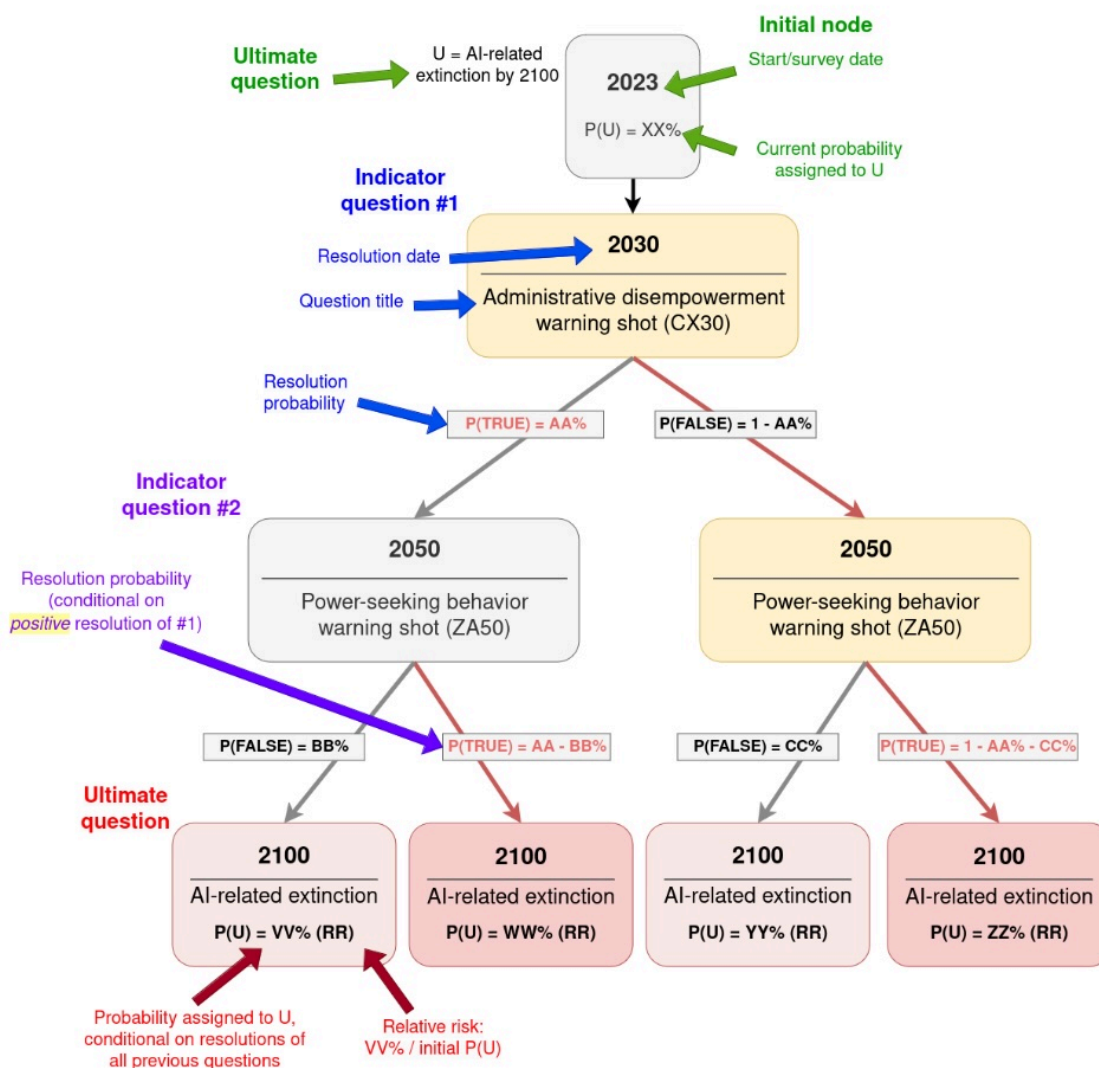 Ultimate
question
U = AI-related
extinction by 2100
Initial node
Start/survey date
2023
P(U) = XX%
Current probability
assigned to U
Indicator
question #1
Resolution date
Question title
2030
Administrative disempowerment
warning shot (CX30)
Resolution
probability
P(TRUE) = AA%
P(FALSE) = 1 - AA%
Indicator
question #2
Resolution probability
(conditional on
positive resolution of #1)
2050
Power-seeking behavior
warning shot (ZA50)
2050
Power-seeking behavior
warning shot (ZA50)
P(FALSE) = BB%
P(TRUE) = AA - BB%
P(FALSE) = CC%
P(TRUE) = 1 - AA% - CC%
Ultimate
question
2100
AI-related extinction
P(U) = VV% (RR)
2100
AI-related extinction
P(U) = WW% (RR)
2100
AI-related extinction
P(U) = YY% (RR)
2100
AI-related extinction
P(U) = ZZ% (RR)
Probability assigned to U,
conditional on resolutions of
all previous questions
Relative risk:
VV% / initial P(U)